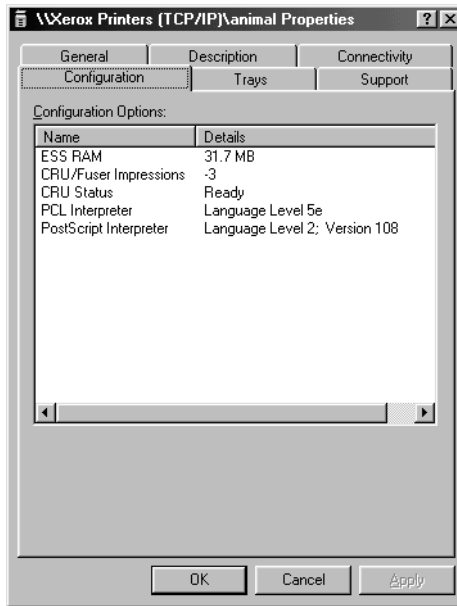 \\Xerox Printers (TCP/IP)\animal Properties
General Description Connectivity
Configuration Trays Support
Configuration Options:
Name Details
ESS RAM 31.7 MB
CRU/Fuser Impressions -3
CRU Status Ready
PCL Interpreter Language Level 5e
PostScript Interpreter Language Level 2; Version 108
OK Cancel Apply